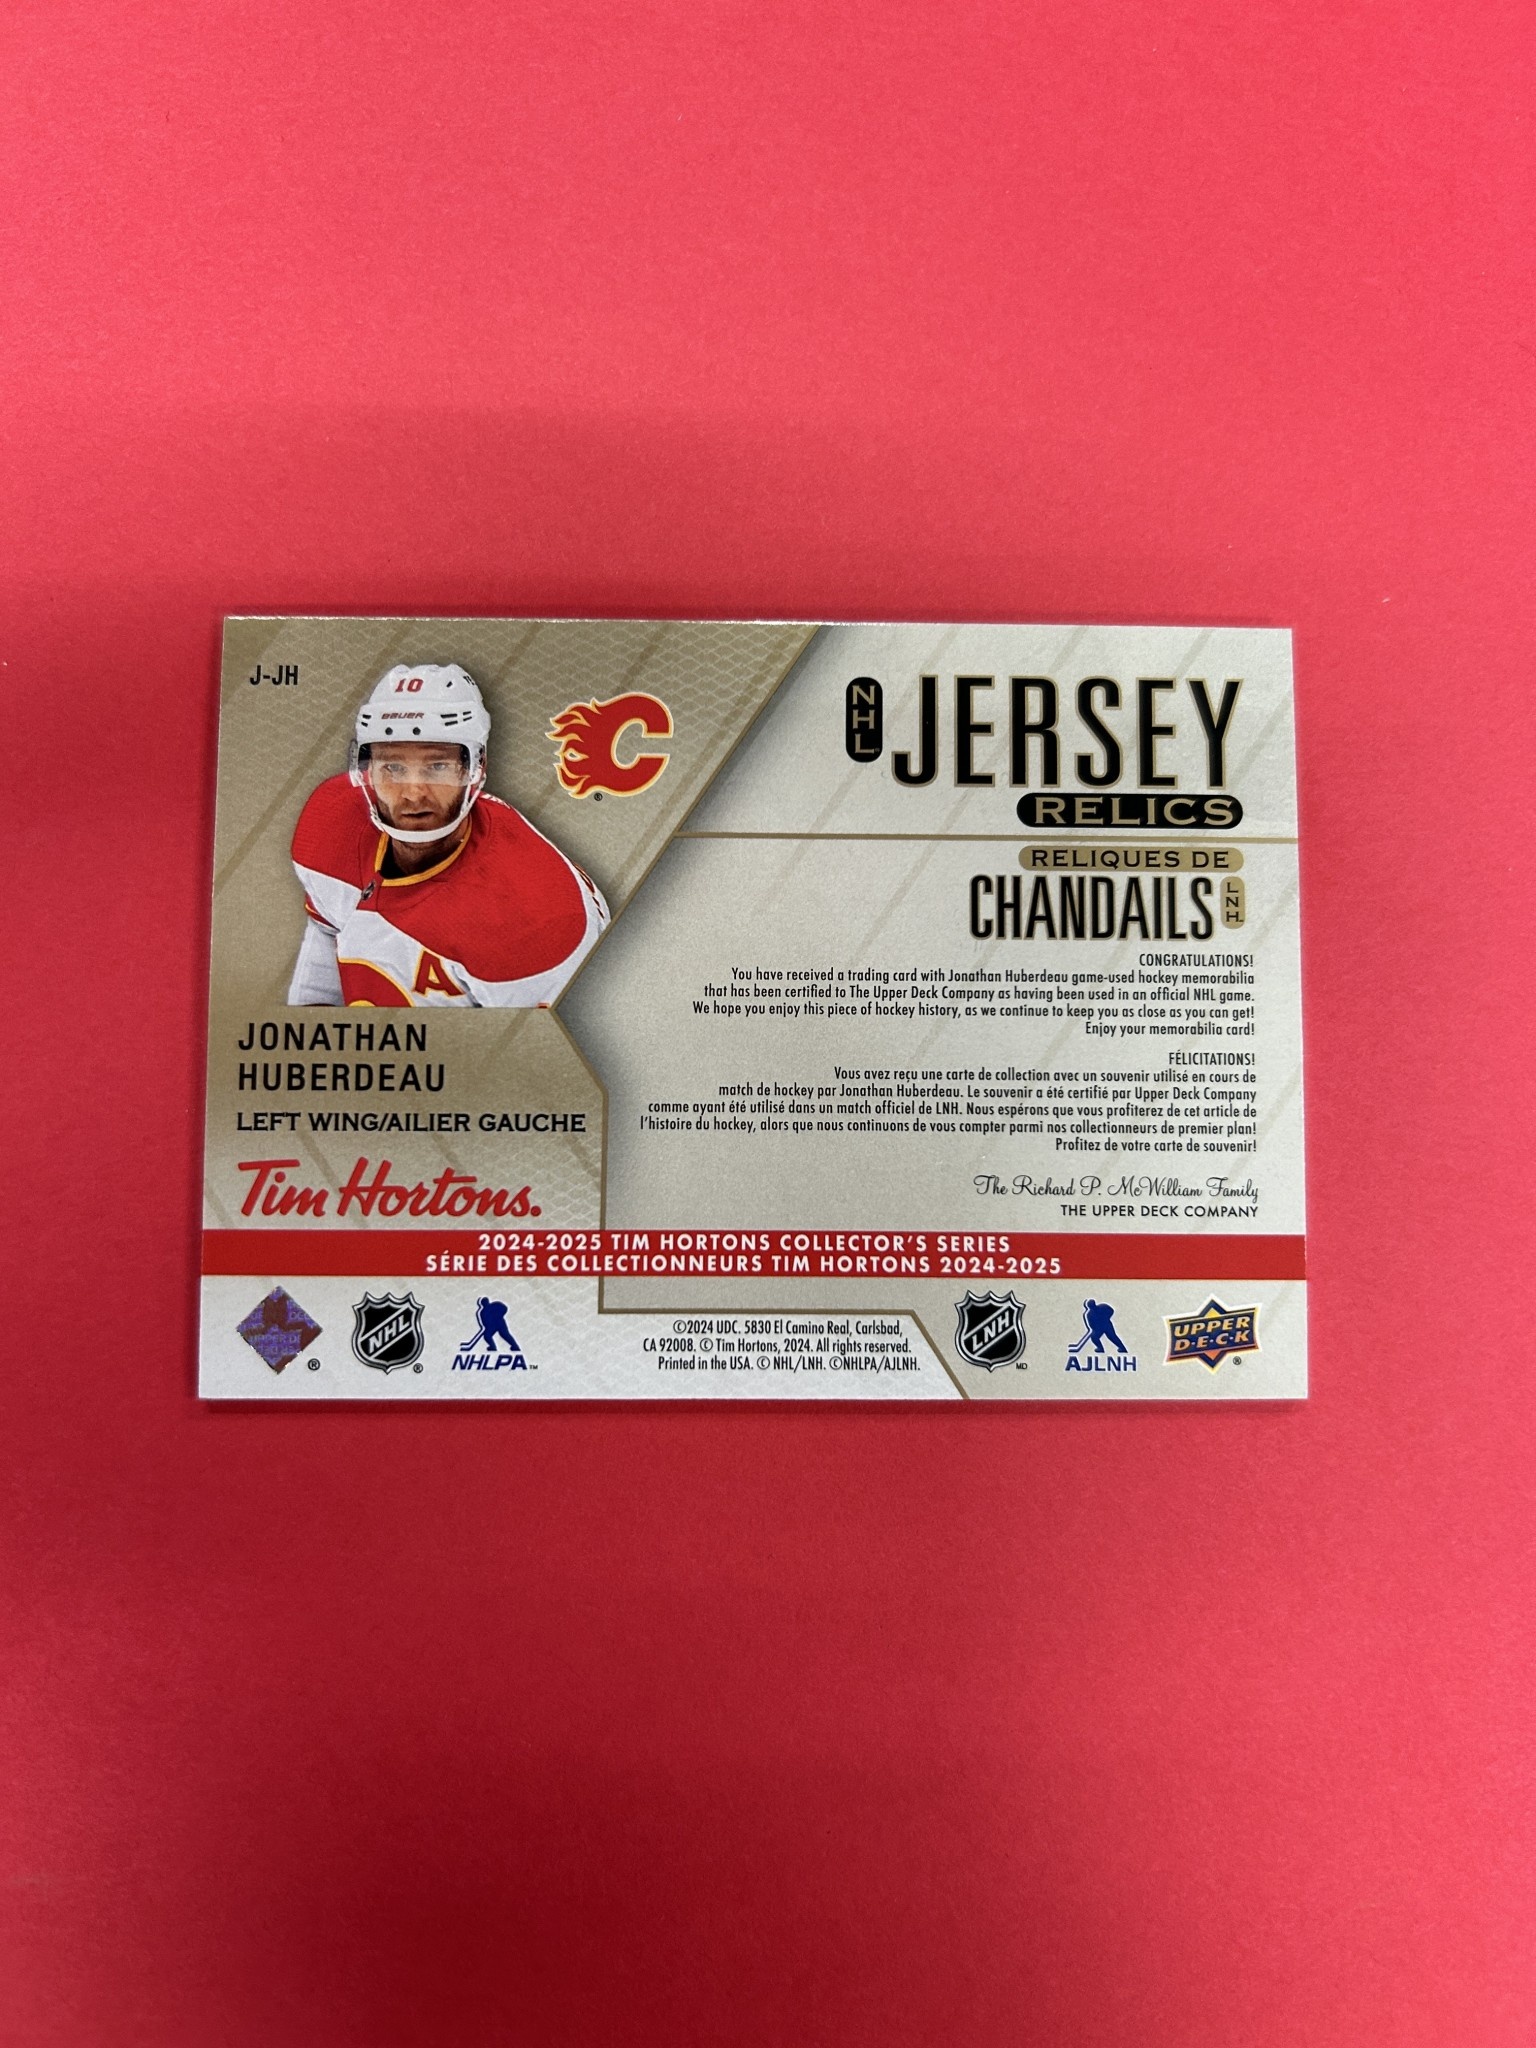 J-JH
10
BAUER
A
C
®
NHL
JERSEY
RELICS
RELIQUES DE
CHANDAILS
LNH
CONGRATULATIONS!
You have received a trading card with Jonathan Huberdeau game-used hockey memorabilia
that has been certified to The Upper Deck Company as having been used in an official NHL game.
We hope you enjoy this piece of hockey history, as we continue to keep you as close as you can get!
Enjoy your memorabilia card!
FÉLICITATIONS!
Vous avez reçu une carte de collection avec un souvenir utilisé en cours de
match de hockey par Jonathan Huberdeau. Le souvenir a été certifié par Upper Deck Company
comme ayant été utilisé dans un match officiel de LNH. Nous espérons que vous profiterez de cet article de
l'histoire du hockey, alors que nous continuons de vous compter parmi nos collectionneurs de premier plan!
Profitez de votre carte de souvenir!
The Richard P. McWilliam Family
THE UPPER DECK COMPANY
JONATHAN
HUBERDEAU
LEFT WING/AILIER GAUCHE
Tim Hortons.
2024-2025 TIM HORTONS COLLECTOR'S SERIES
SÉRIE DES COLLECTIONNEURS TIM HORTONS 2024-2025
®
NHL
®
NHLPA™
©2024 UDC. 5830 El Camino Real, Carlsbad,
CA 92008. © Tim Hortons, 2024. All rights reserved.
Printed in the USA. © NHL/LNH. ©NHLPA/AJLNH.
LNH
MD
AJLNH
UPPER
D·E·C·K
®